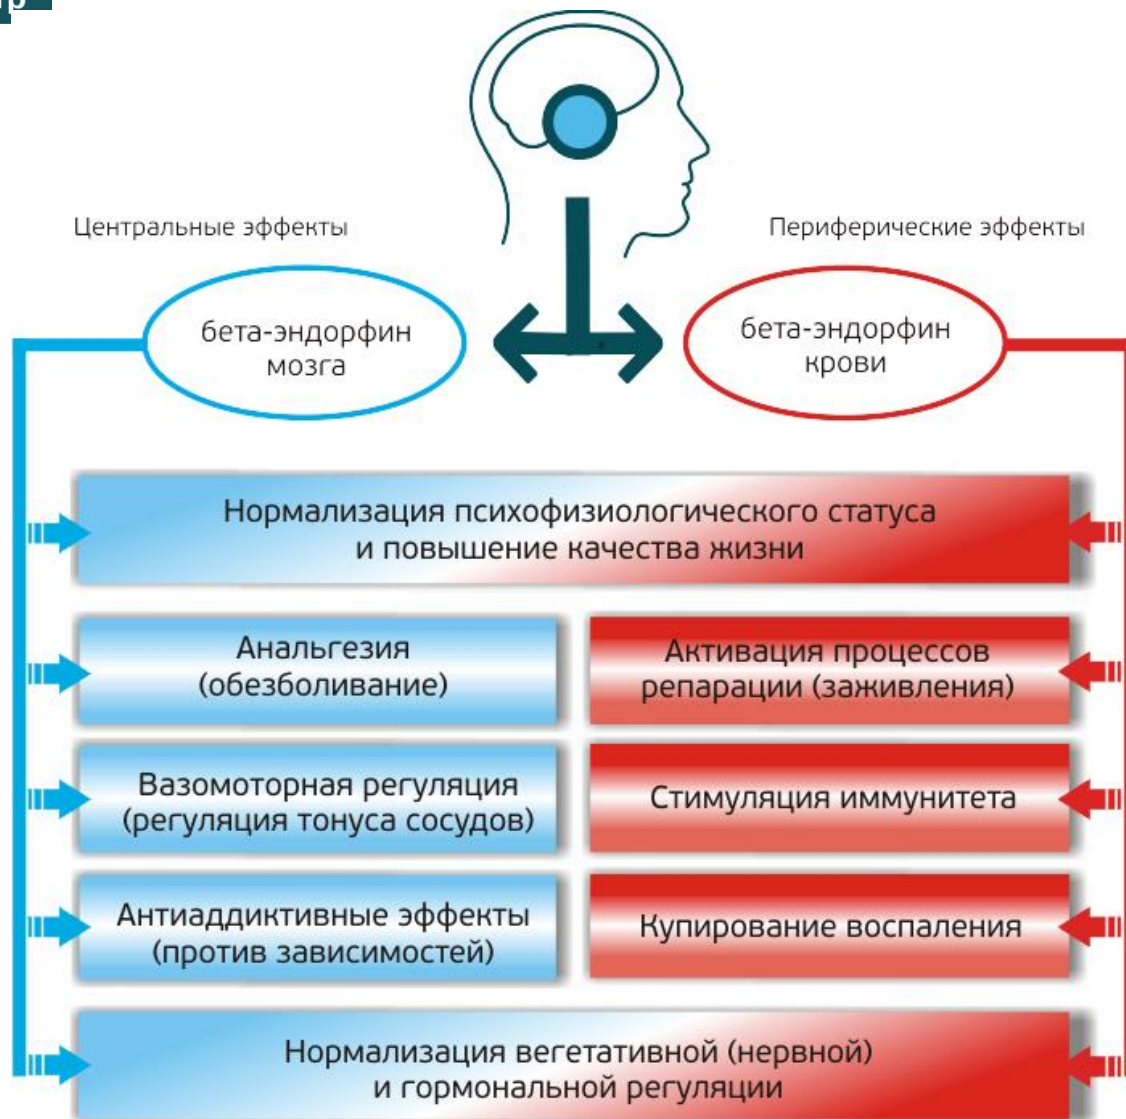 Центральные эффекты
Периферические эффекты
бета-эндорфин
мозга
бета-эндорфин
крови
Нормализация психофизиологического статуса
и повышение качества жизни
Анальгезия
(обезболивание)
Активация процессов
репарации (заживления)
Вазомоторная регуляция
(регуляция тонуса сосудов)
Стимуляция иммунитета
Антиаддиктивные эффекты
(против зависимостей)
Купирование воспаления
Нормализация вегетативной (нервной)
и гормональной регуляции